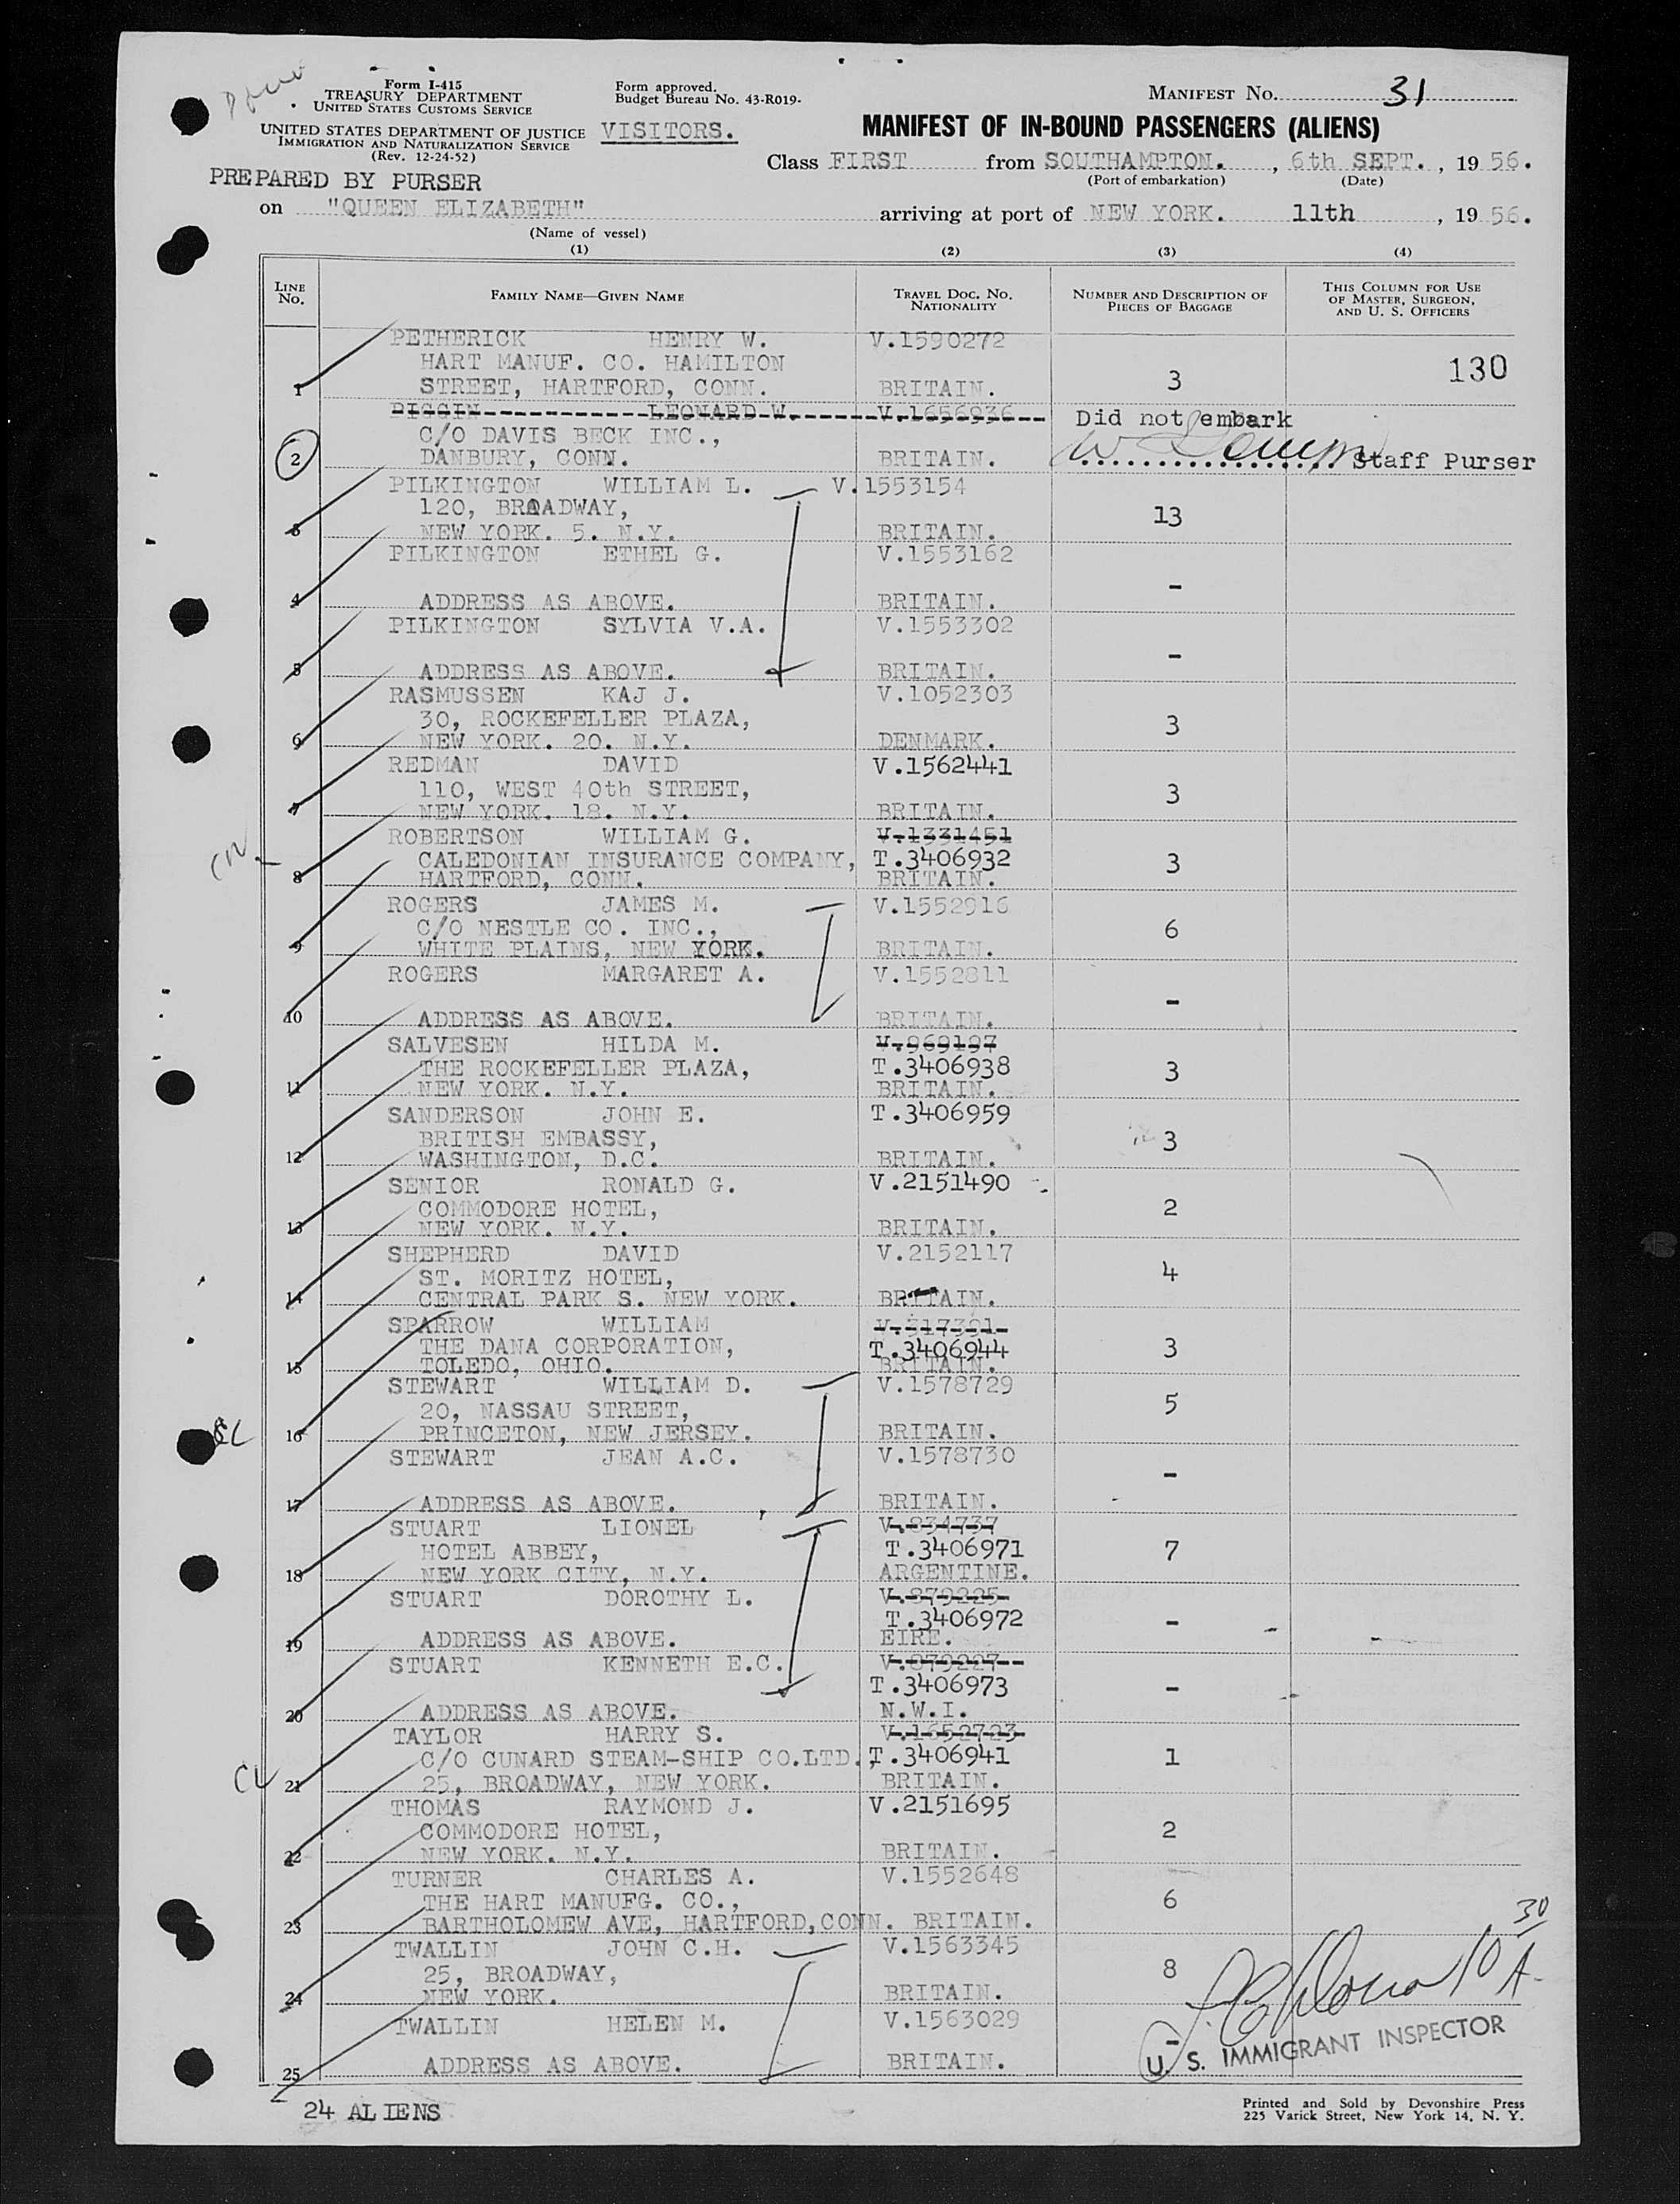 Form I-415
TREASURY DEPARTMENT
UNITED STATES CUSTOMS SERVICE
UNITED STATES DEPARTMENT OF JUSTICE
IMMIGRATION AND NATURALIZATION SERVICE
(Rev. 12-24-52)
Form approved.
Budget Bureau No. 43-R019-
VISITORS.
MANIFEST NO. 31
MANIFEST OF IN-BOUND PASSENGERS (ALIENS)
Class FIRST from SOUTHAMPTON. , 6th SEPT. , 19 56.
(Port of embarkation) (Date)
PREPARED BY PURSER
on "QUEEN ELIZABETH" arriving at port of NEW YORK. 11th , 19 56.
(Name of vessel)
(1) (2) (3) (4)
LINE NO. FAMILY NAME—GIVEN NAME TRAVEL DOC. NO. NATIONALITY NUMBER AND DESCRIPTION OF PIECES OF BAGGAGE THIS COLUMN FOR USE OF MASTER, SURGEON, AND U. S. OFFICERS
PETHERICK HENRY W. V.1590272
HART MANUF. CO. HAMILTON 130
1 STREET, HARTFORD, CONN. BRITAIN. 3
PIGGIN LEONARD W. V.1656936 Did not embark
C/O DAVIS BECK INC.,
2 DANBURY, CONN. BRITAIN. Staff Purser
PILKINGTON WILLIAM L. V.1553154
120, BROADWAY, 13
3 NEW YORK. 5. N.Y. BRITAIN.
PILKINGTON ETHEL G. V.1553162
-
4 ADDRESS AS ABOVE. BRITAIN.
PILKINGTON SYLVIA V.A. V.1553302
-
5 ADDRESS AS ABOVE. BRITAIN.
RASMUSSEN KAJ J. V.1052303
30, ROCKEFELLER PLAZA, 3
6 NEW YORK. 20. N.Y. DENMARK.
REDMAN DAVID V.1562441
110, WEST 40th STREET, 3
7 NEW YORK. 18. N.Y. BRITAIN.
ROBERTSON WILLIAM G. V.1331451
CALEDONIAN INSURANCE COMPANY, T.3406932 3
8 HARTFORD, CONN. BRITAIN.
ROGERS JAMES M. V.1552916
C/O NESTLE CO. INC., 6
9 WHITE PLAINS, NEW YORK. BRITAIN.
ROGERS MARGARET A. V.1552811
-
10 ADDRESS AS ABOVE. BRITAIN.
SALVESEN HILDA M. V.969197
THE ROCKEFELLER PLAZA, T.3406938 3
11 NEW YORK. N.Y. BRITAIN.
SANDERSON JOHN E. T.3406959
BRITISH EMBASSY, 3
12 WASHINGTON, D.C. BRITAIN.
SENIOR RONALD G. V.2151490
COMMODORE HOTEL, 2
13 NEW YORK. N.Y. BRITAIN.
SHEPHERD DAVID V.2152117
ST. MORITZ HOTEL, 4
14 CENTRAL PARK S. NEW YORK. BRITAIN.
SPARROW WILLIAM V.317391
THE DANA CORPORATION, T.3406944 3
15 TOLEDO, OHIO. BRITAIN.
STEWART WILLIAM D. V.1578729
20, NASSAU STREET, 5
16 PRINCETON, NEW JERSEY. BRITAIN.
STEWART JEAN A.C. V.1578730
-
17 ADDRESS AS ABOVE. BRITAIN.
STUART LIONEL V.834737
HOTEL ABBEY, T.3406971 7
18 NEW YORK CITY, N.Y. ARGENTINE.
STUART DOROTHY L. V.879225
T.3406972 -
19 ADDRESS AS ABOVE. EIRE.
STUART KENNETH E.C. V.879227
T.3406973 -
20 ADDRESS AS ABOVE. N.W.I.
TAYLOR HARRY S. V.1652723
C/O CUNARD STEAM-SHIP CO.LTD. T.3406941 1
21 25, BROADWAY, NEW YORK. BRITAIN.
THOMAS RAYMOND J. V.2151695
COMMODORE HOTEL, 2
22 NEW YORK. N.Y. BRITAIN.
TURNER CHARLES A. V.1552648
THE HART MANUFG. CO., 6
23 BARTHOLOMEW AVE, HARTFORD, CONN. BRITAIN.
TWALLIN JOHN C.H. V.1563345
25, BROADWAY, 8
24 NEW YORK. BRITAIN.
TWALLIN HELEN M. V.1563029
-
25 ADDRESS AS ABOVE. BRITAIN.
10 30 A.
U. S. IMMIGRANT INSPECTOR
24 ALIENS
Printed and Sold by Devonshire Press
225 Varick Street, New York 14, N. Y.